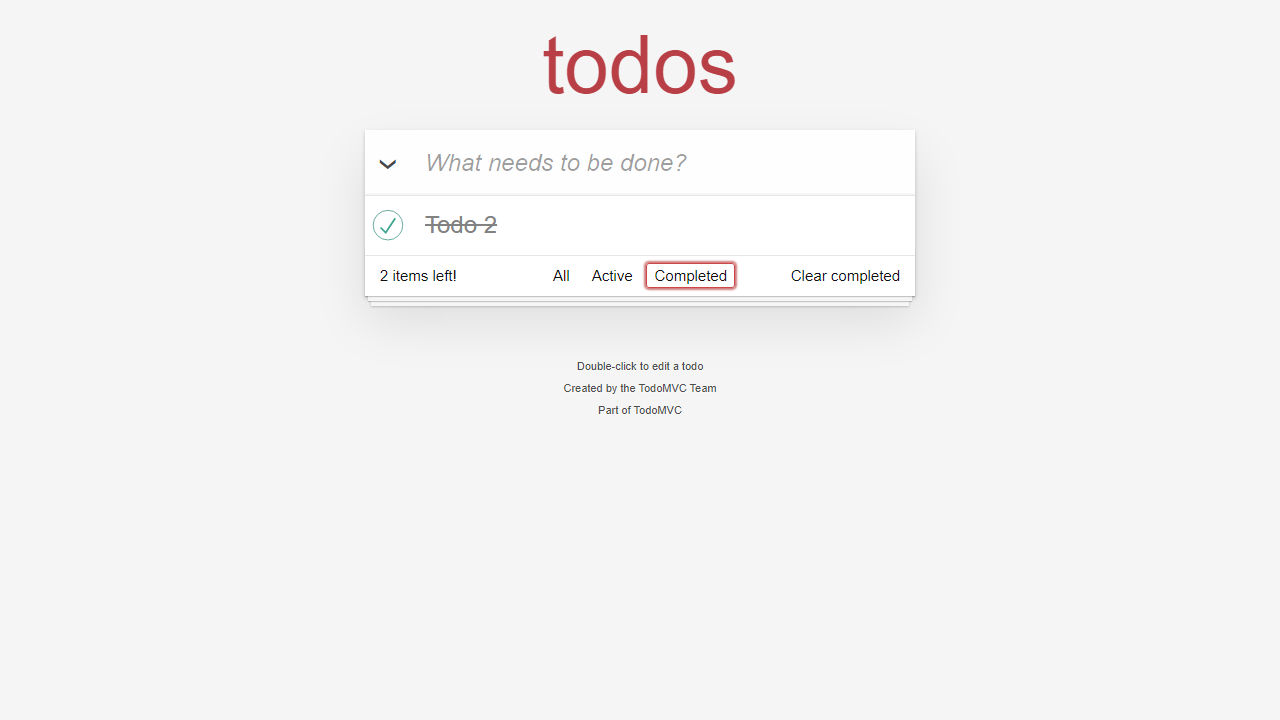 todos
What needs to be done?
Todo 2
2 items left! All Active Completed Clear completed
Double-click to edit a todo
Created by the TodoMVC Team
Part of TodoMVC